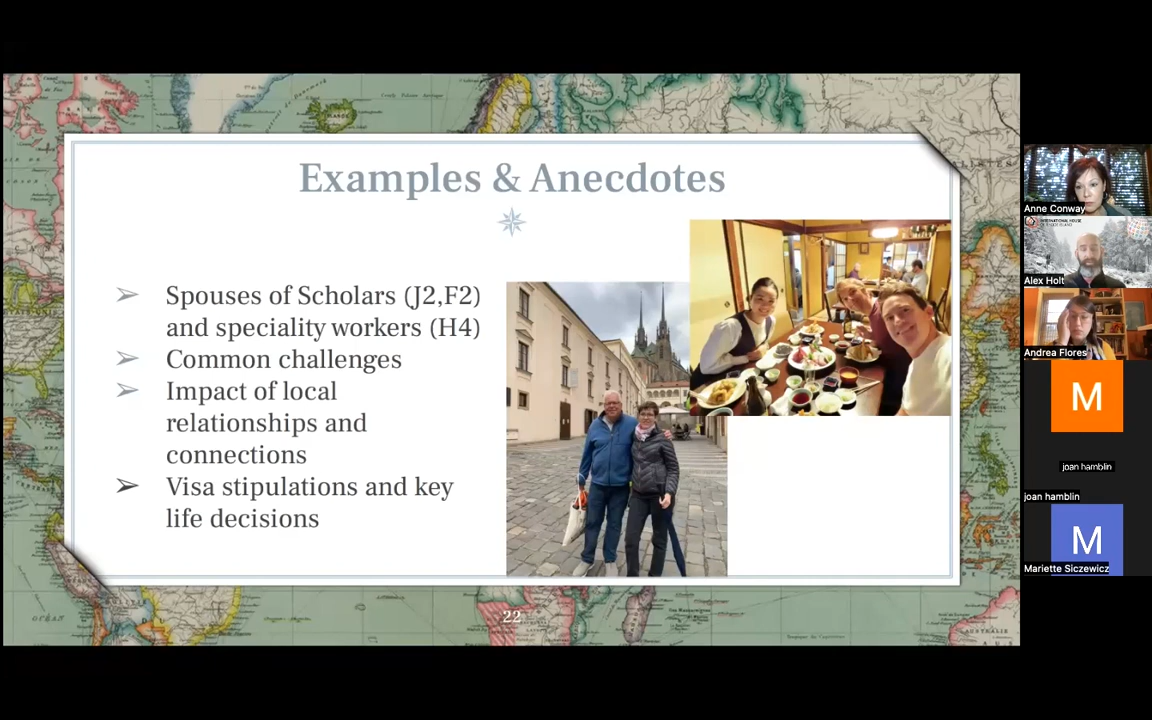 Examples & Anecdotes
➢ Spouses of Scholars (J2,F2)
and speciality workers (H4)
➢ Common challenges
➢ Impact of local
relationships and
connections
➢ Visa stipulations and key
life decisions
22
Anne Conway
INTERNATIONAL HOUSE
Alex Holt
Andrea Flores
M
joan hamblin
joan hamblin
M
Mariette Siczewicz